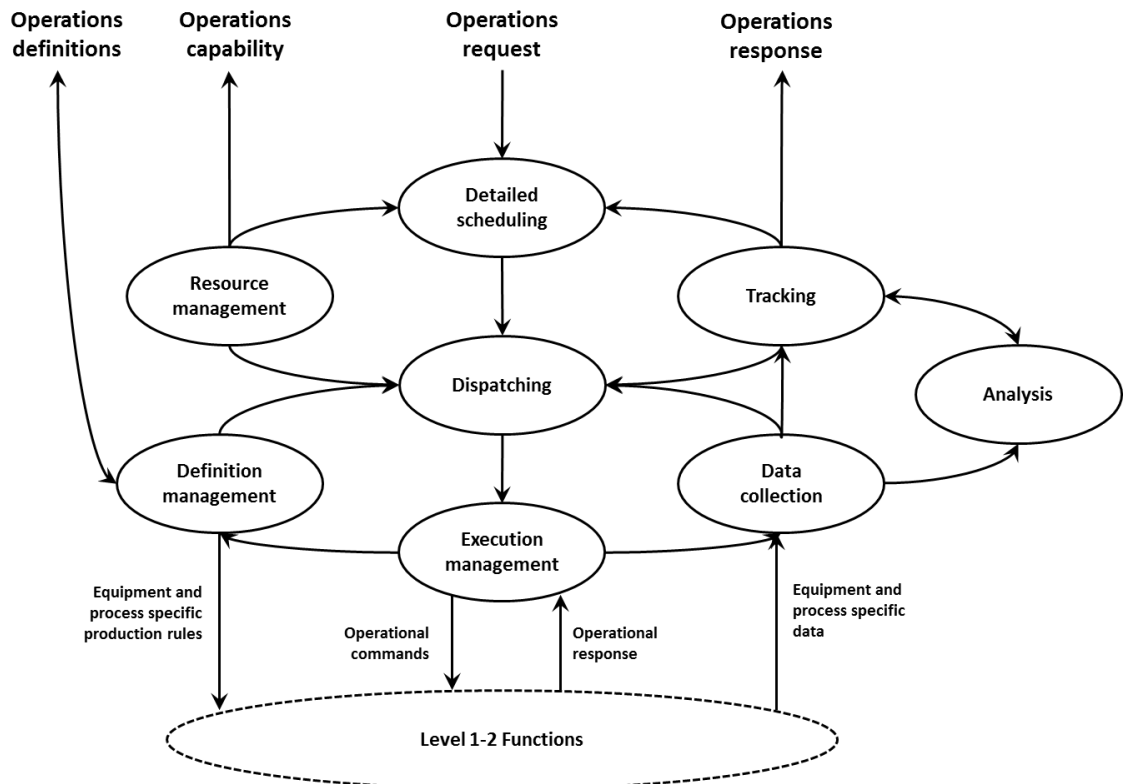 Operations
definitions
Operations
capability
Operations
request
Operations
response
Detailed
scheduling
Resource
management
Tracking
Dispatching
Analysis
Definition
management
Data
collection
Execution
management
Equipment and
process specific
production rules
Operational
commands
Operational
response
Equipment and
process specific
data
Level 1-2 Functions